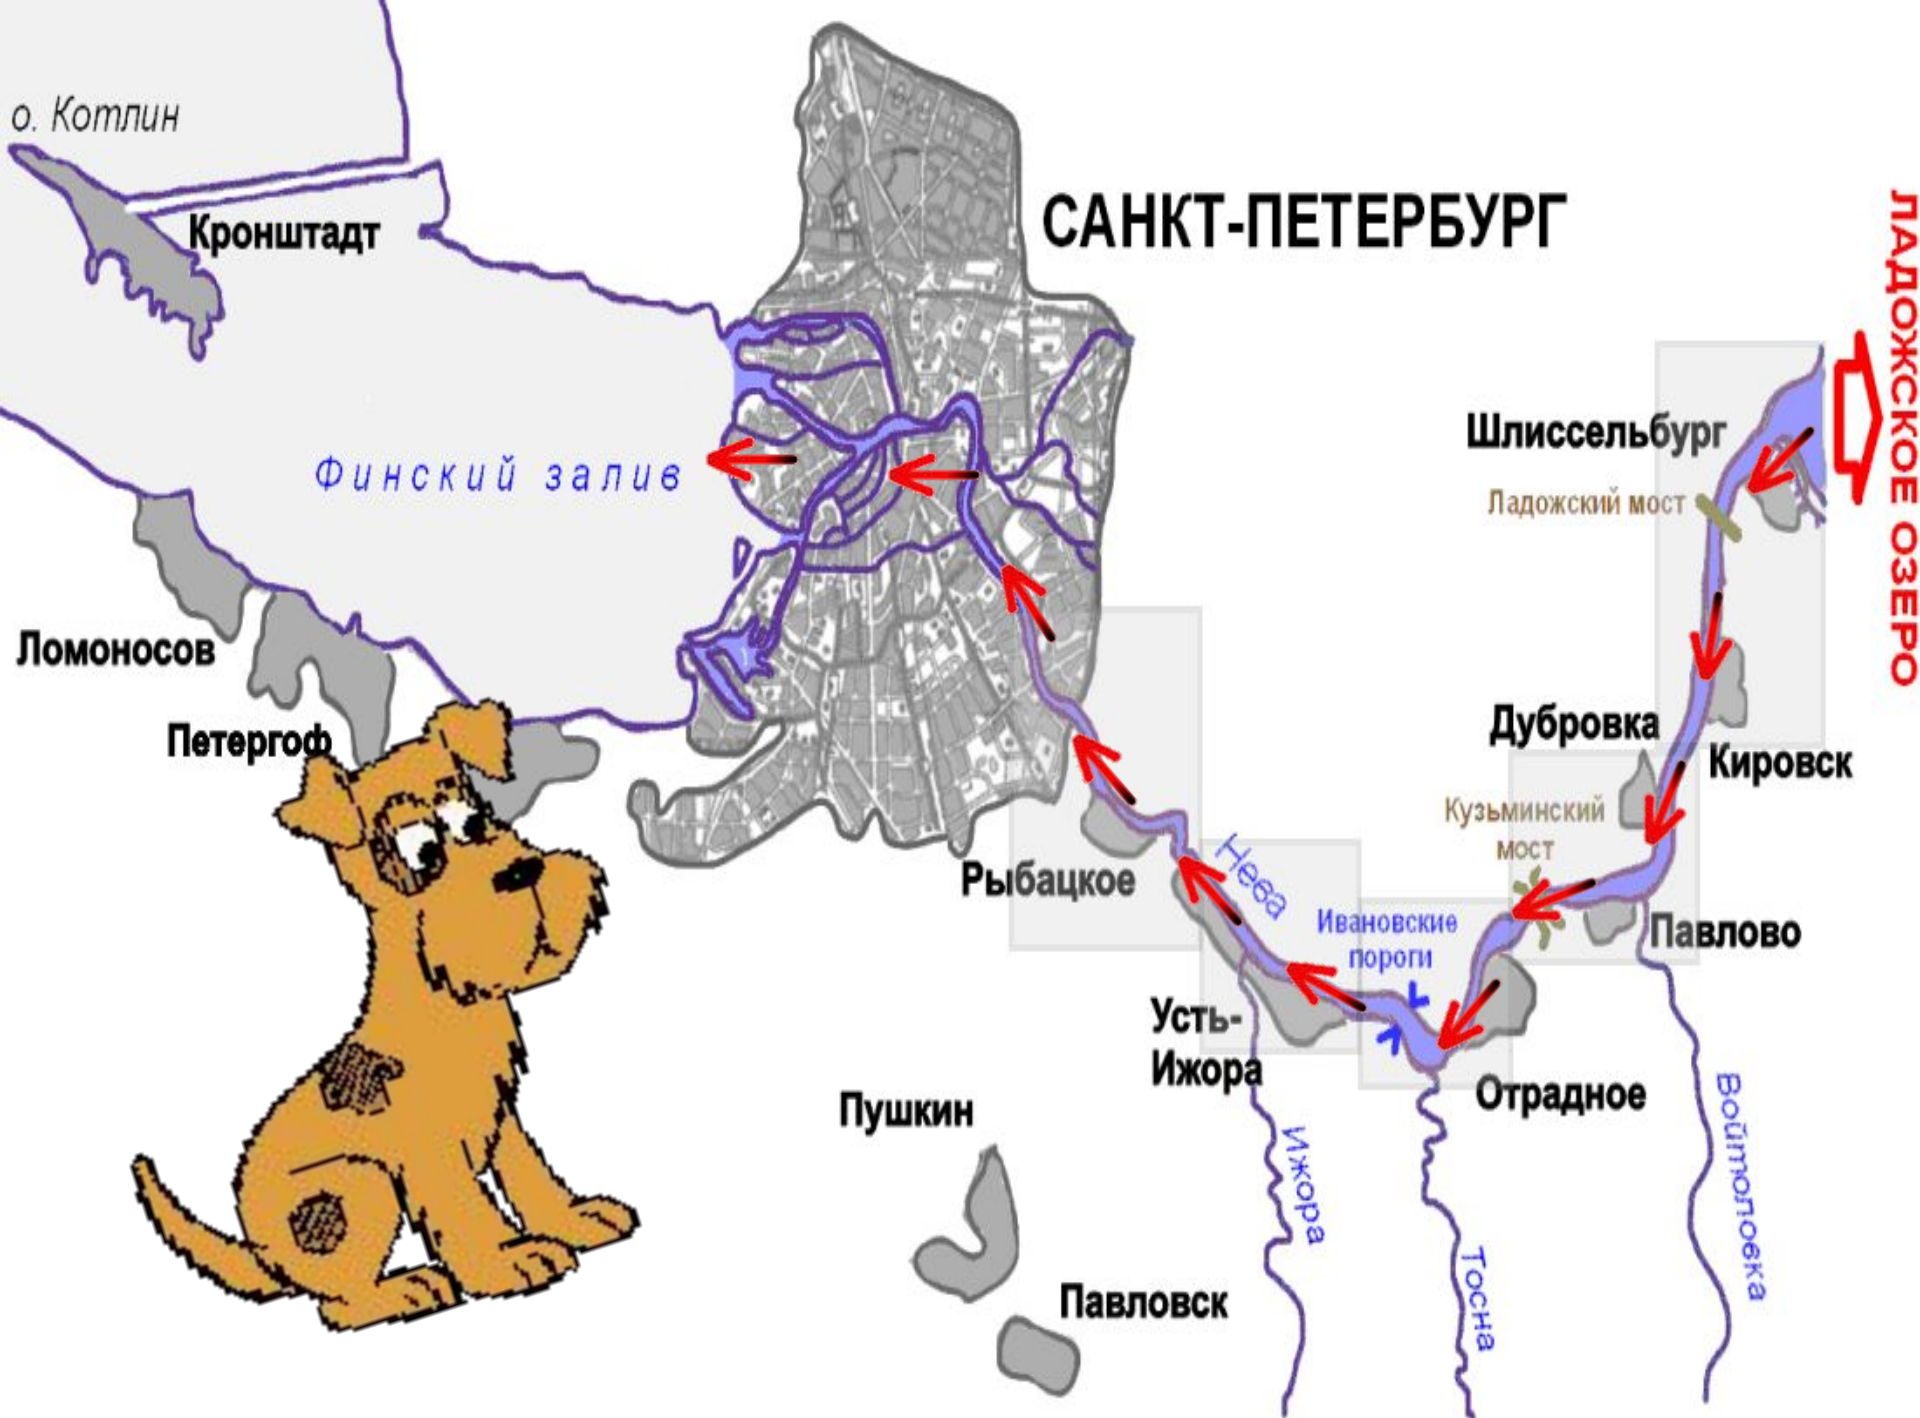 о. Котлин
Кронштадт
САНКТ-ПЕТЕРБУРГ
ЛАДОЖСКОЕ ОЗЕРО
Финский залив
Шлиссельбург
Ладожский мост
Ломоносов
Петергоф
Дубровка
Кировск
Кузьминский
мост
Рыбацкое
Нева
Ивановские
пороги
Павлово
Усть-
Ижора
Отрадное
Пушкин
Ижора
Тосна
Войтоловка
Павловск